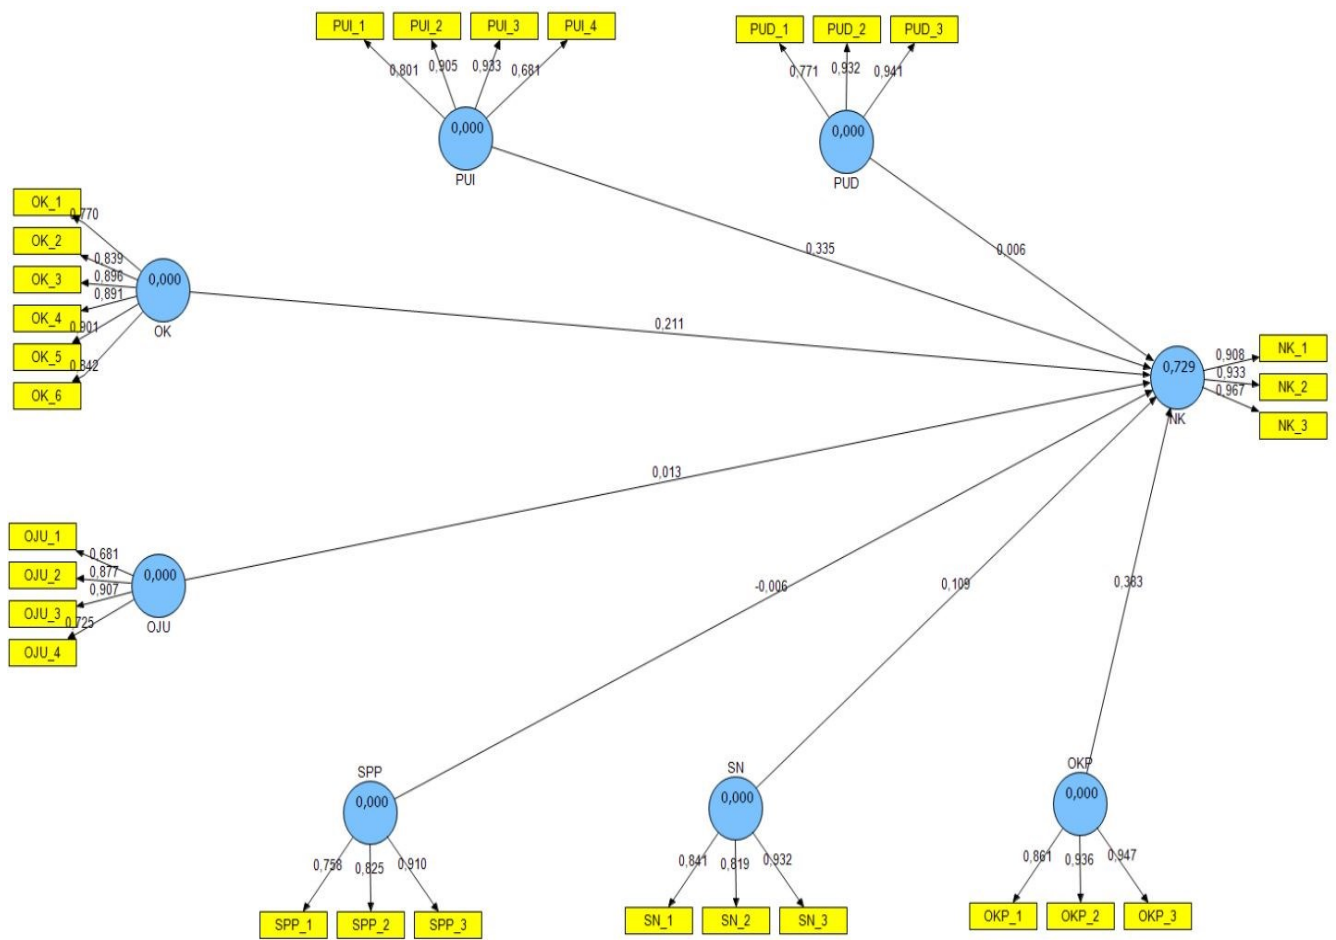 PUI_1 PUI_2 PUI_3 PUI_4
0,801 0,905 0,933 0,681
0,000
PUI
PUD_1 PUD_2 PUD_3
0,771 0,932 0,941
0,000
PUD
OK_1
0,770
OK_2
0,839
OK_3
0,896
0,891
OK_4
0,901
OK_5
0,842
OK_6
0,000
OK
0,335
0,006
0,211
0,729
NK
0,908
NK_1
0,933
NK_2
0,967
NK_3
0,013
OJU_1
0,681
OJU_2
0,877
0,907
OJU_3
0,725
OJU_4
0,000
OJU
-0,006
0,109
0,383
SPP
0,000
0,758 0,825 0,910
SPP_1 SPP_2 SPP_3
SN
0,000
0,841 0,819 0,932
SN_1 SN_2 SN_3
OKP
0,000
0,861 0,936 0,947
OKP_1 OKP_2 OKP_3